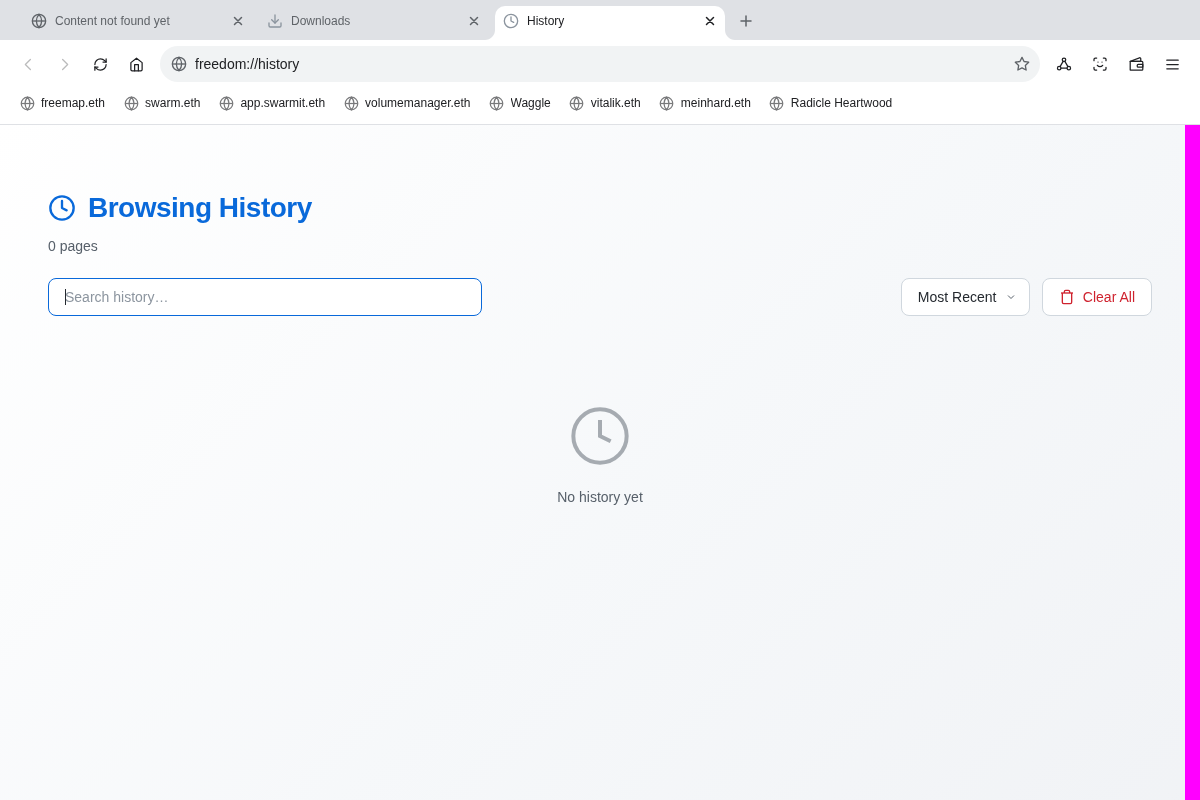 Content not found yet
Downloads
History
freedom://history
freemap.eth
swarm.eth
app.swarmit.eth
volumemanager.eth
Waggle
vitalik.eth
meinhard.eth
Radicle Heartwood
Browsing History
0 pages
Search history…
Most Recent
Clear All
No history yet